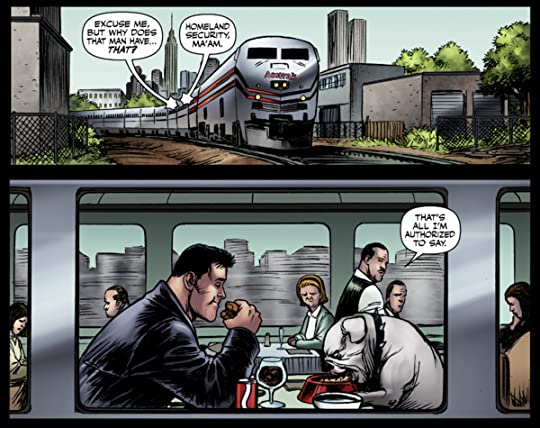 EXCUSE ME,
BUT WHY DOES
THAT MAN HAVE...
THAT?
HOMELAND
SECURITY,
MA'AM.
Amtrak
THAT'S
ALL I'M
AUTHORIZED
TO SAY.